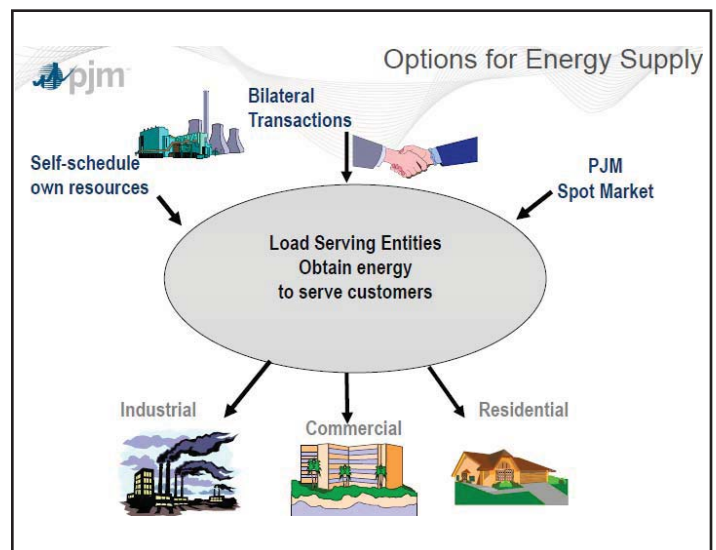 pjm
Options for Energy Supply
Bilateral
Transactions
Self-schedule
own resources
PJM
Spot Market
Load Serving Entities
Obtain energy
to serve customers
Industrial
Commercial
Residential